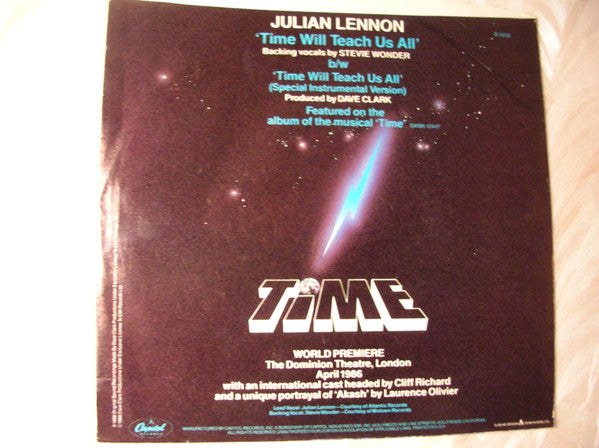 JULIAN LENNON
'Time Will Teach Us All'
Backing vocals by STEVIE WONDER
b/w
'Time Will Teach Us All'
(Special Instrumental Version)
Produced by DAVE CLARK
Featured on the
album of the musical 'Time'
TiME
WORLD PREMIERE
The Dominion Theatre, London
April 1986
with an international cast headed by Cliff Richard
and a unique portrayal of 'Akash' by Laurence Olivier
Lead Vocal: Julian Lennon—Courtesy of Atlantic Records
Backing Vocal: Stevie Wonder—Courtesy of Motown Records
Capitol